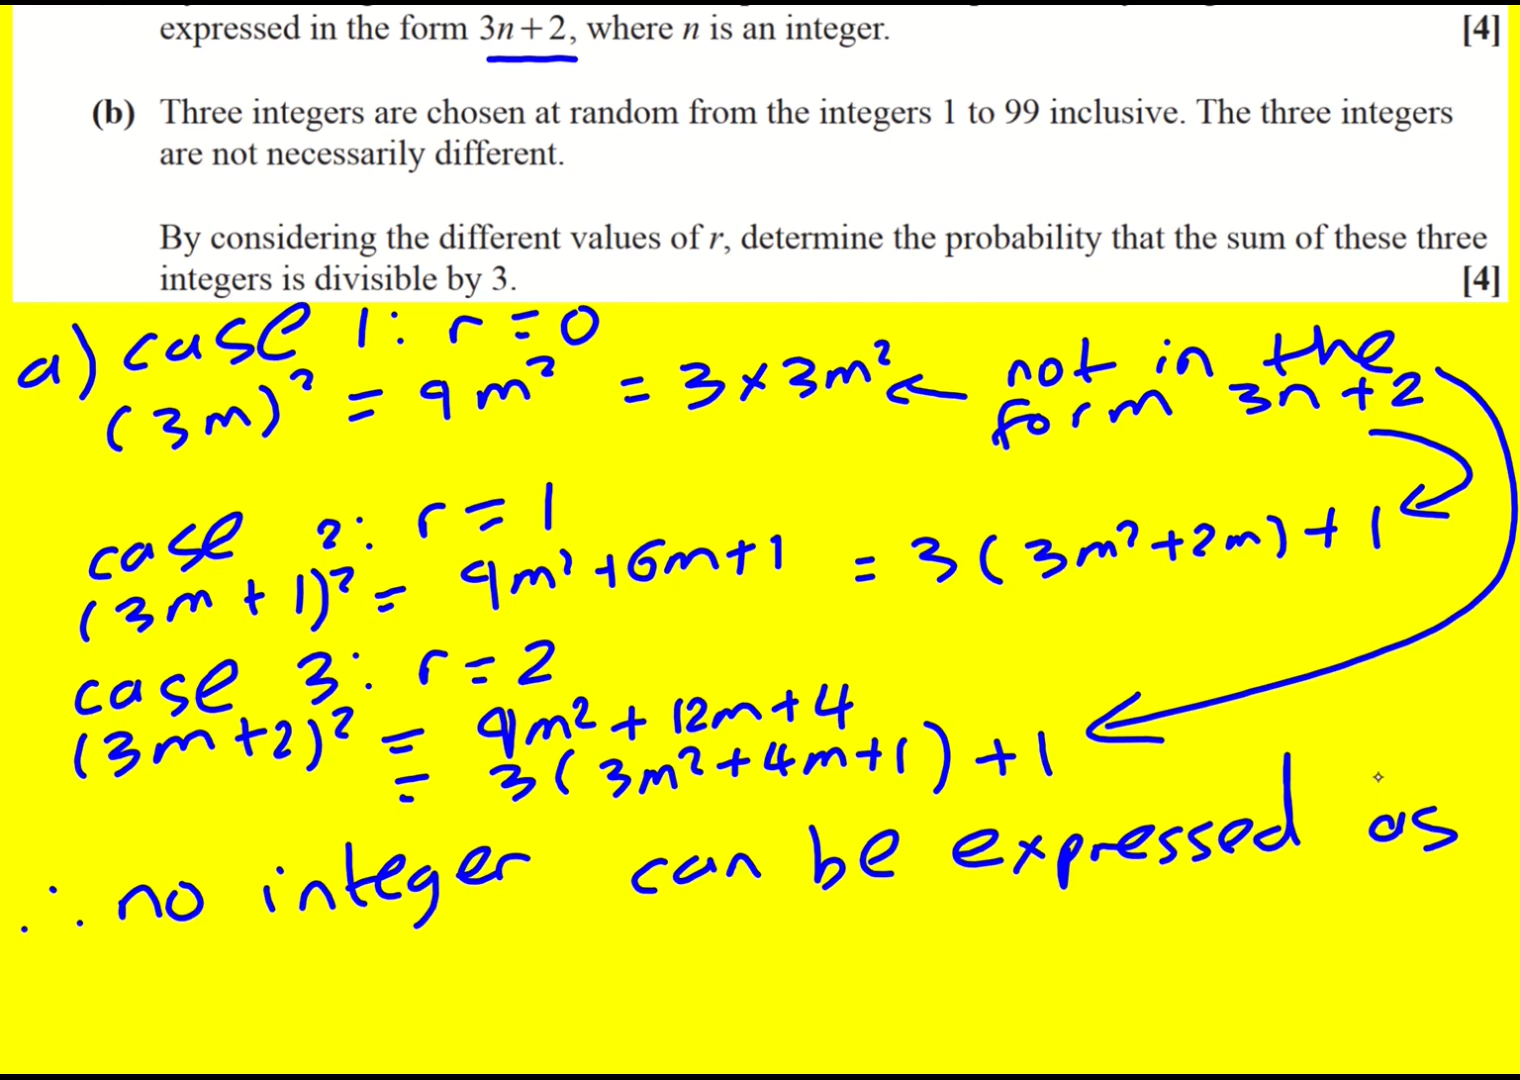 expressed in the form 3n+2, where n is an integer. [4]
(b) Three integers are chosen at random from the integers 1 to 99 inclusive. The three integers
are not necessarily different.
By considering the different values of r, determine the probability that the sum of these three
integers is divisible by 3. [4]
a) case 1: r=0
(3m)² = 9m² = 3×3m² ← not in the
form 3n+2
case 2: r=1
(3m+1)² = 9m²+6m+1 = 3(3m²+2m)+1
case 3: r=2
(3m+2)² = 9m²+12m+4
= 3(3m²+4m+1)+1
∴ no integer can be expressed as